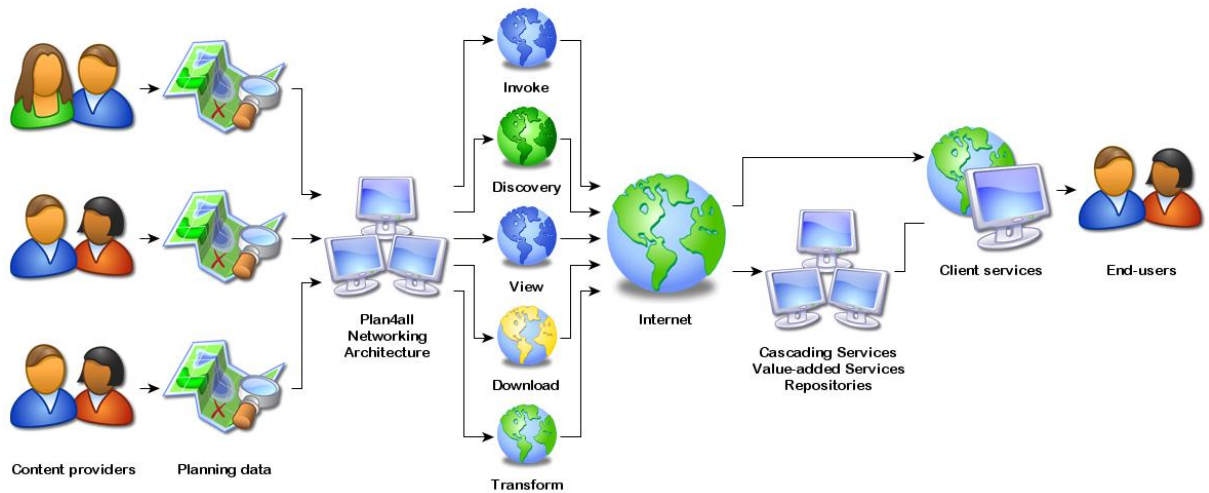 Invoke
Discovery
View
Download
Transform
Content providers
Planning data
Plan4all
Networking
Architecture
Internet
Cascading Services
Value-added Services
Repositories
Client services
End-users